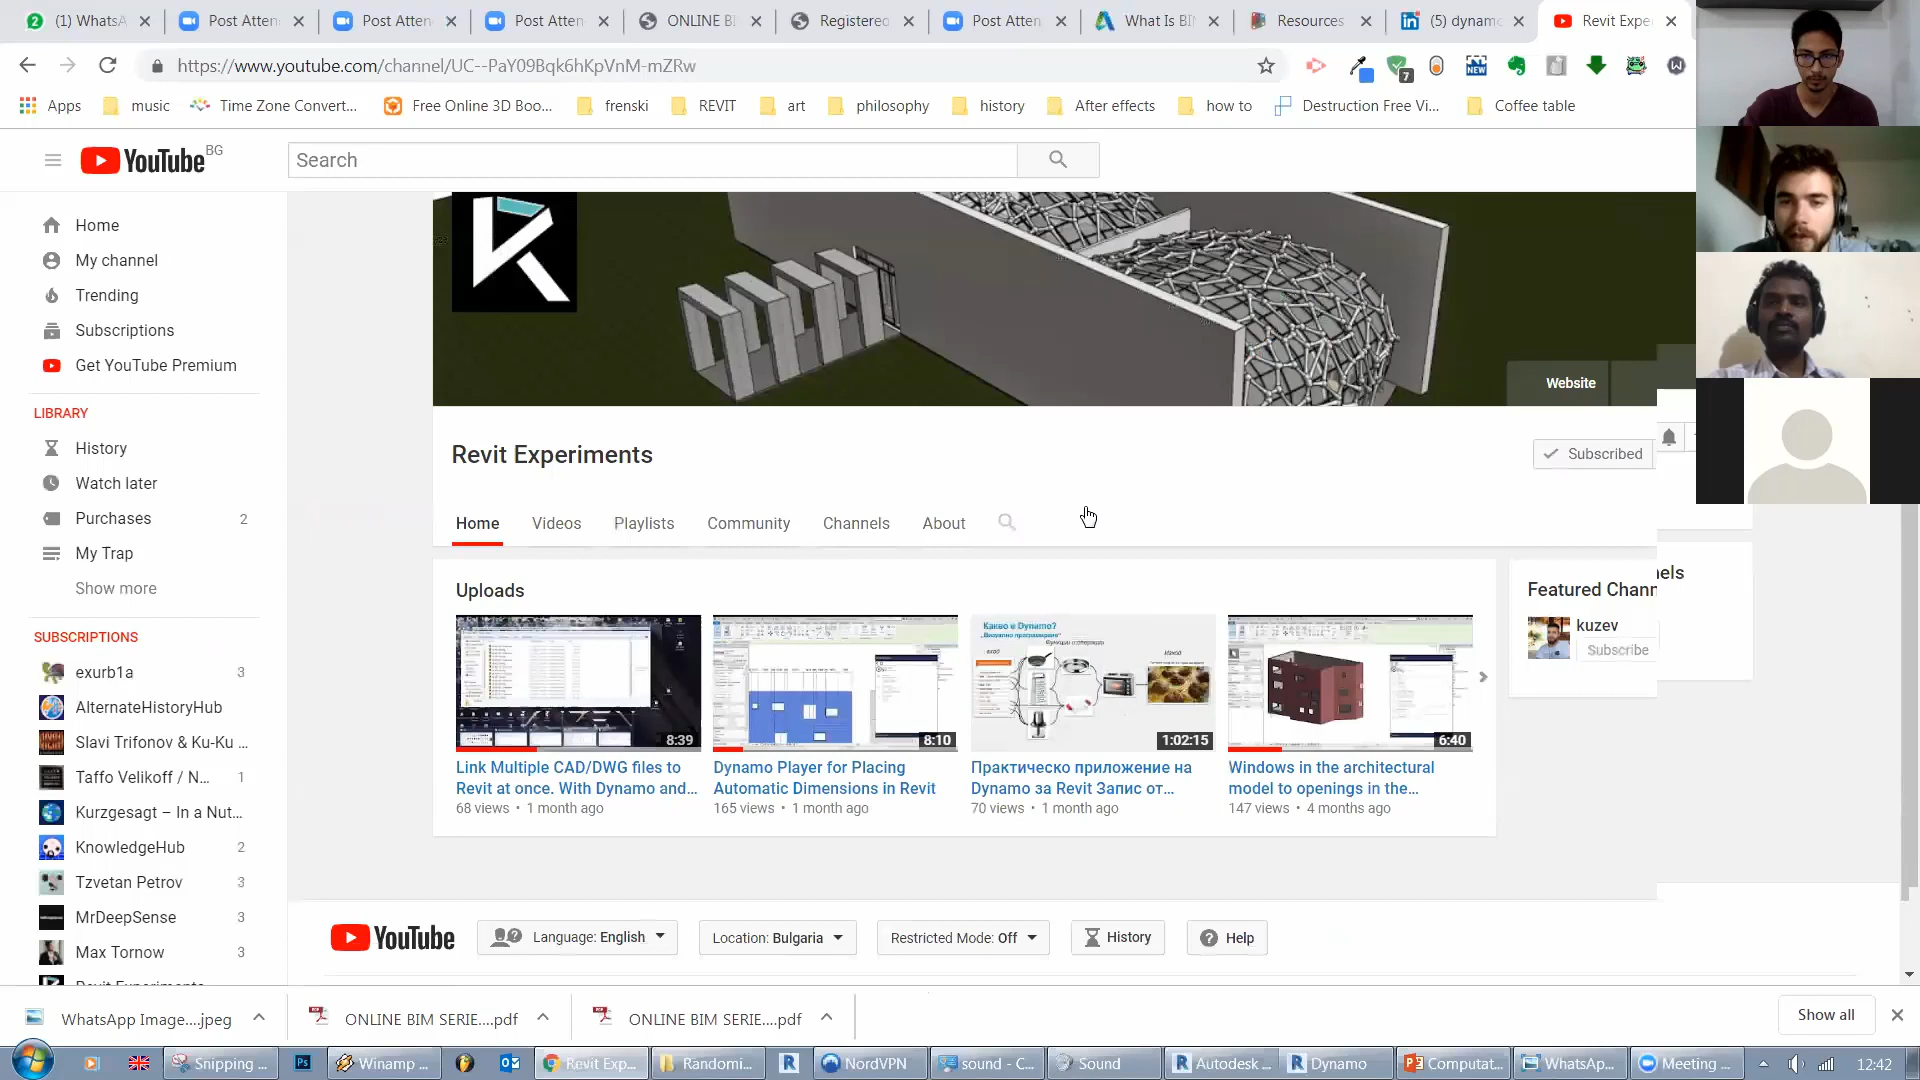 (1) WhatsA
Post Atten
Post Atten
Post Atten
ONLINE BI
Registered
Post Atten
What Is BI
Resources
(5) dynamo
Revit Expe
https://www.youtube.com/channel/UC--PaY09Bqk6hKpVnM-mZRw
7
NEW
Apps
music
Time Zone Convert...
Free Online 3D Boo...
frenski
REVIT
art
philosophy
history
After effects
how to
Destruction Free Vi...
Coffee table
YouTube BG
Search
Home
My channel
Trending
Subscriptions
Get YouTube Premium
LIBRARY
History
Watch later
Purchases 2
My Trap
Show more
SUBSCRIPTIONS
exurb1a 3
AlternateHistoryHub
Slavi Trifonov & Ku-Ku ...
Taffo Velikoff / N... 1
Kurzgesagt – In a Nut...
KnowledgeHub 2
Tzvetan Petrov 3
MrDeepSense 3
Max Tornow 3
Revit Experiments
Website
Revit Experiments
Subscribed
Home
Videos
Playlists
Community
Channels
About
Uploads
8:39
Link Multiple CAD/DWG files to
Revit at once. With Dynamo and...
68 views • 1 month ago
8:10
Dynamo Player for Placing
Automatic Dimensions in Revit
165 views • 1 month ago
Какво е Dynamo?
1:02:15
Практическо приложение на
Dynamo за Revit Запис от...
70 views • 1 month ago
6:40
Windows in the architectural
model to openings in the...
147 views • 4 months ago
Featured Chann
nels
kuzev
Subscribe
YouTube
Language: English
Location: Bulgaria
Restricted Mode: Off
History
Help
WhatsApp Image....jpeg
ONLINE BIM SERIE....pdf
ONLINE BIM SERIE....pdf
Show all
Snipping ...
Ps
Winamp ...
Revit Exp...
Randomi...
R
NordVPN
sound - C...
Sound
Autodesk ...
Dynamo
Computat...
WhatsAp...
Meeting ...
12:42